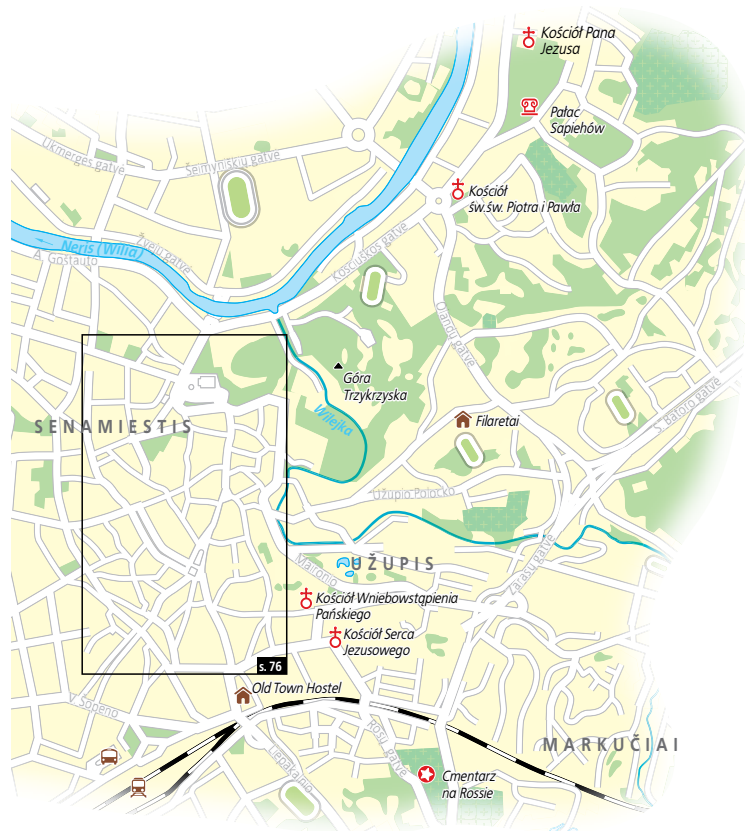 Kościół Pana
Jezusa
Pałac
Sapiehów
Ukmergės gatvė
Šeimyniškių gatvė
Kościół
św.św. Piotra i Pawła
Žvejų gatvė
Neris (Wilia)
A. Goštauto
Kosciuškos gatvė
Olandų gatvė
Góra
Trzykrzyska
Wilejka
SENAMIESTIS
Filaretai
S. Batoro gatvė
Užupio Polocko
Zarasų gatvė
UŽUPIS
Maironio
Kościół Wniebowstąpienia
Pańskiego
Kościół Serca
Jezusowego
s. 76
Old Town Hostel
V. Šopeno
Liepkalnio
Rosų gatvė
MARKUČIAI
Cmentarz
na Rossie